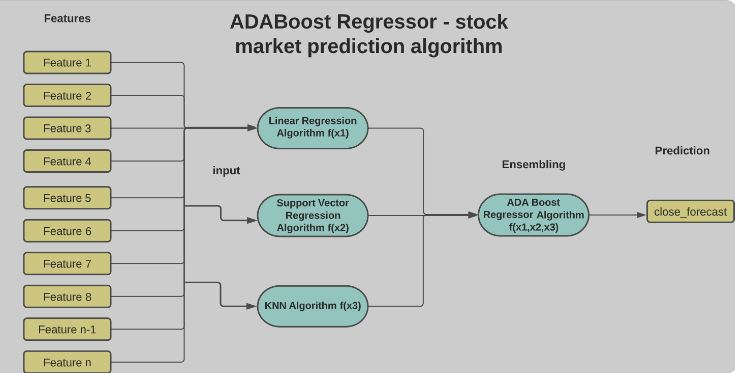 Features
ADABoost Regressor - stock
market prediction algorithm
Feature 1
Feature 2
Feature 3
Feature 4
Feature 5
Feature 6
Feature 7
Feature 8
Feature n-1
Feature n
input
Linear Regression
Algorithm f(x1)
Support Vector
Regression
Algorithm f(x2)
KNN Algorithm f(x3)
Ensembling
ADA Boost
Regressor Algorithm
f(x1,x2,x3)
Prediction
close_forecast